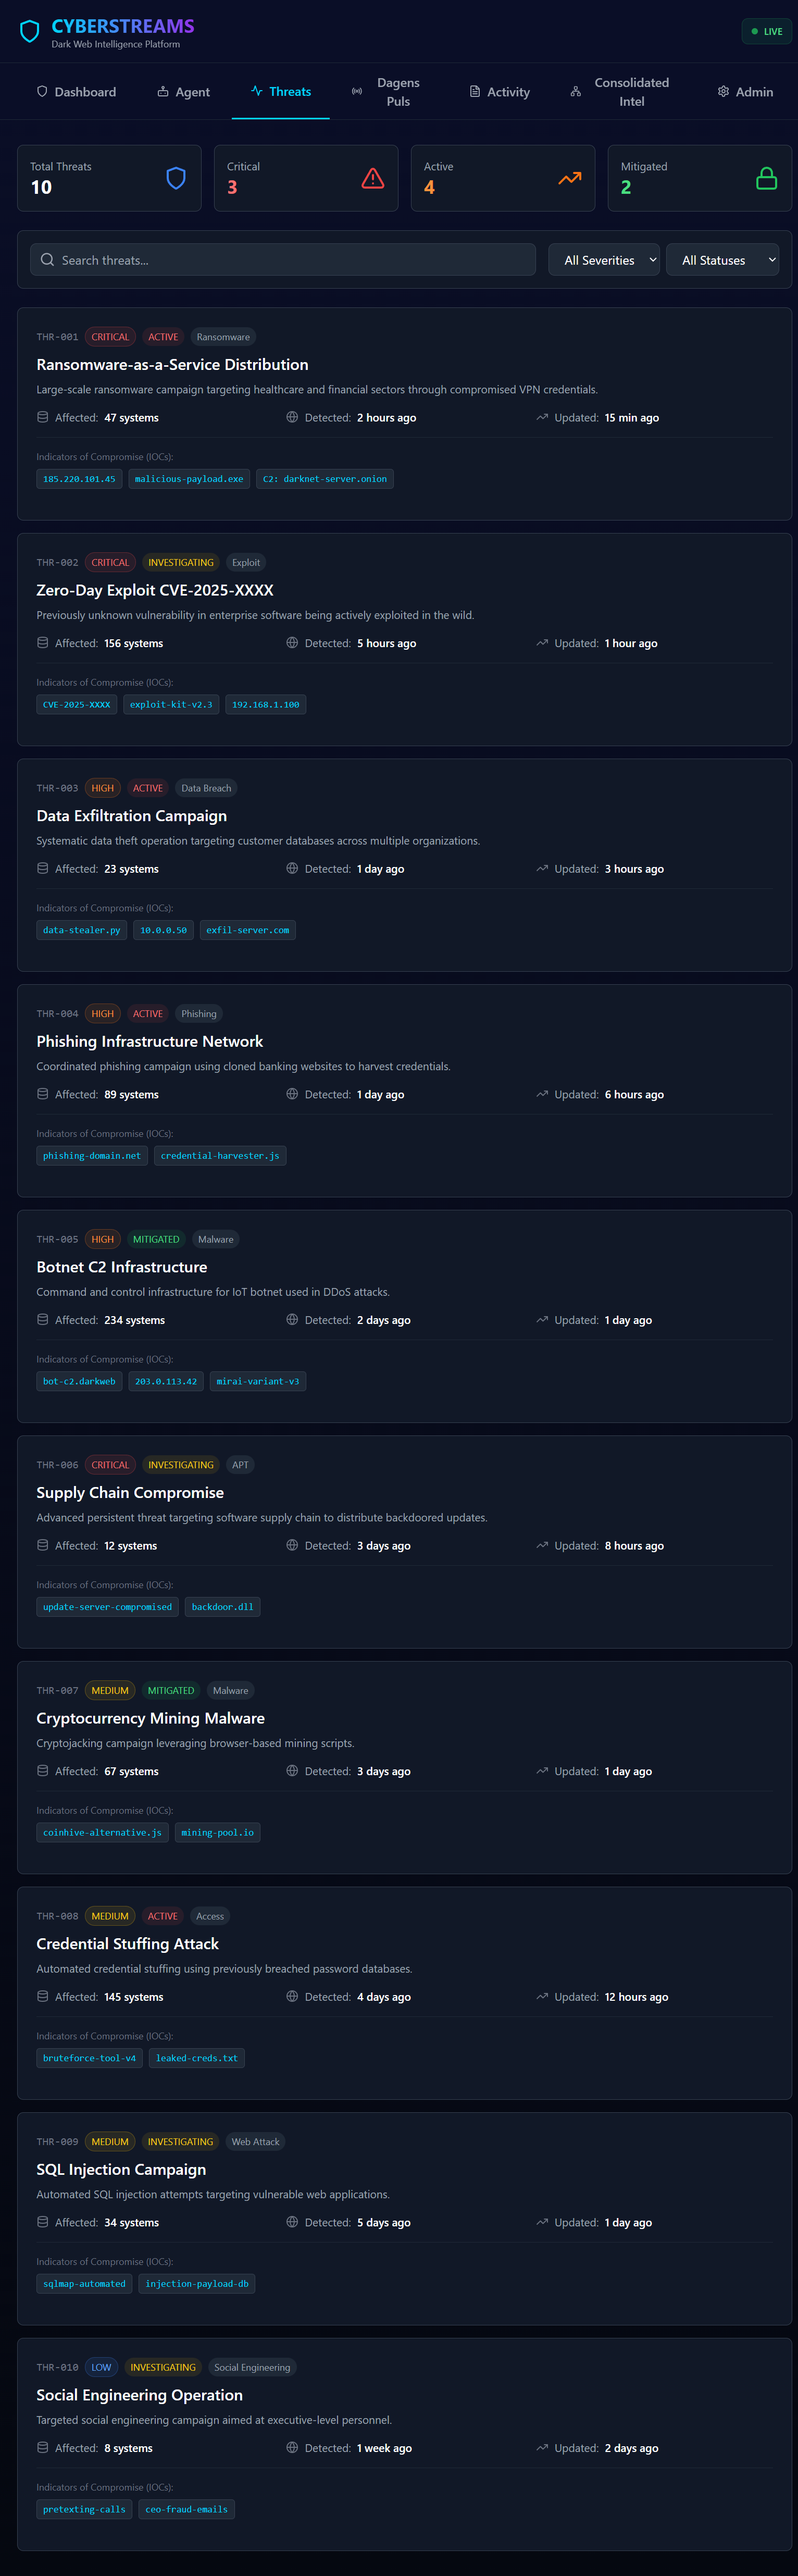 CYBERSTREAMS
Dark Web Intelligence Platform
LIVE
Dashboard
Agent
Threats
Dagens
Puls
Activity
Consolidated
Intel
Admin
Total Threats
10
Critical
3
Active
4
Mitigated
2
Search threats...
All Severities
All Statuses
THR-001 CRITICAL ACTIVE Ransomware
Ransomware-as-a-Service Distribution
Large-scale ransomware campaign targeting healthcare and financial sectors through compromised VPN credentials.
Affected: 47 systems Detected: 2 hours ago Updated: 15 min ago
Indicators of Compromise (IOCs):
185.220.101.45 malicious-payload.exe C2: darknet-server.onion
THR-002 CRITICAL INVESTIGATING Exploit
Zero-Day Exploit CVE-2025-XXXX
Previously unknown vulnerability in enterprise software being actively exploited in the wild.
Affected: 156 systems Detected: 5 hours ago Updated: 1 hour ago
Indicators of Compromise (IOCs):
CVE-2025-XXXX exploit-kit-v2.3 192.168.1.100
THR-003 HIGH ACTIVE Data Breach
Data Exfiltration Campaign
Systematic data theft operation targeting customer databases across multiple organizations.
Affected: 23 systems Detected: 1 day ago Updated: 3 hours ago
Indicators of Compromise (IOCs):
data-stealer.py 10.0.0.50 exfil-server.com
THR-004 HIGH ACTIVE Phishing
Phishing Infrastructure Network
Coordinated phishing campaign using cloned banking websites to harvest credentials.
Affected: 89 systems Detected: 1 day ago Updated: 6 hours ago
Indicators of Compromise (IOCs):
phishing-domain.net credential-harvester.js
THR-005 HIGH MITIGATED Malware
Botnet C2 Infrastructure
Command and control infrastructure for IoT botnet used in DDoS attacks.
Affected: 234 systems Detected: 2 days ago Updated: 1 day ago
Indicators of Compromise (IOCs):
bot-c2.darkweb 203.0.113.42 mirai-variant-v3
THR-006 CRITICAL INVESTIGATING APT
Supply Chain Compromise
Advanced persistent threat targeting software supply chain to distribute backdoored updates.
Affected: 12 systems Detected: 3 days ago Updated: 8 hours ago
Indicators of Compromise (IOCs):
update-server-compromised backdoor.dll
THR-007 MEDIUM MITIGATED Malware
Cryptocurrency Mining Malware
Cryptojacking campaign leveraging browser-based mining scripts.
Affected: 67 systems Detected: 3 days ago Updated: 1 day ago
Indicators of Compromise (IOCs):
coinhive-alternative.js mining-pool.io
THR-008 MEDIUM ACTIVE Access
Credential Stuffing Attack
Automated credential stuffing using previously breached password databases.
Affected: 145 systems Detected: 4 days ago Updated: 12 hours ago
Indicators of Compromise (IOCs):
bruteforce-tool-v4 leaked-creds.txt
THR-009 MEDIUM INVESTIGATING Web Attack
SQL Injection Campaign
Automated SQL injection attempts targeting vulnerable web applications.
Affected: 34 systems Detected: 5 days ago Updated: 1 day ago
Indicators of Compromise (IOCs):
sqlmap-automated injection-payload-db
THR-010 LOW INVESTIGATING Social Engineering
Social Engineering Operation
Targeted social engineering campaign aimed at executive-level personnel.
Affected: 8 systems Detected: 1 week ago Updated: 2 days ago
Indicators of Compromise (IOCs):
pretexting-calls ceo-fraud-emails